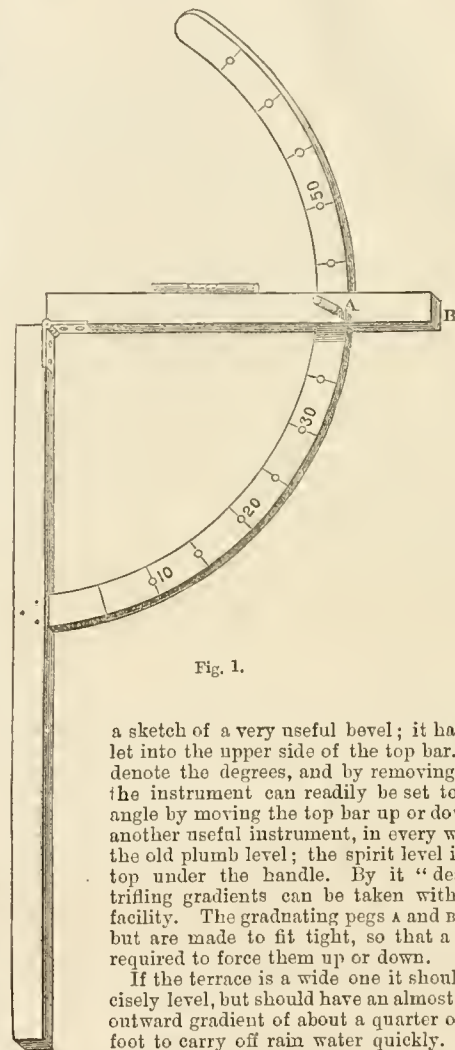 50
A
B
30
20
10
Fig. 1.
a sketch of a very useful bevel; it ha
let into the upper side of the top bar.
denote the degrees, and by removing
the instrument can readily be set to
angle by moving the top bar up or do
another useful instrument, in every w
the old plumb level; the spirit level i
top under the handle. By it "de
trifling gradients can be taken with
facility. The graduating pegs A and B
but are made to fit tight, so that a
required to force them up or down.
If the terrace is a wide one it shoul
cisely level, but should have an almost
outward gradient of about a quarter o
foot to carry off rain water quickly.